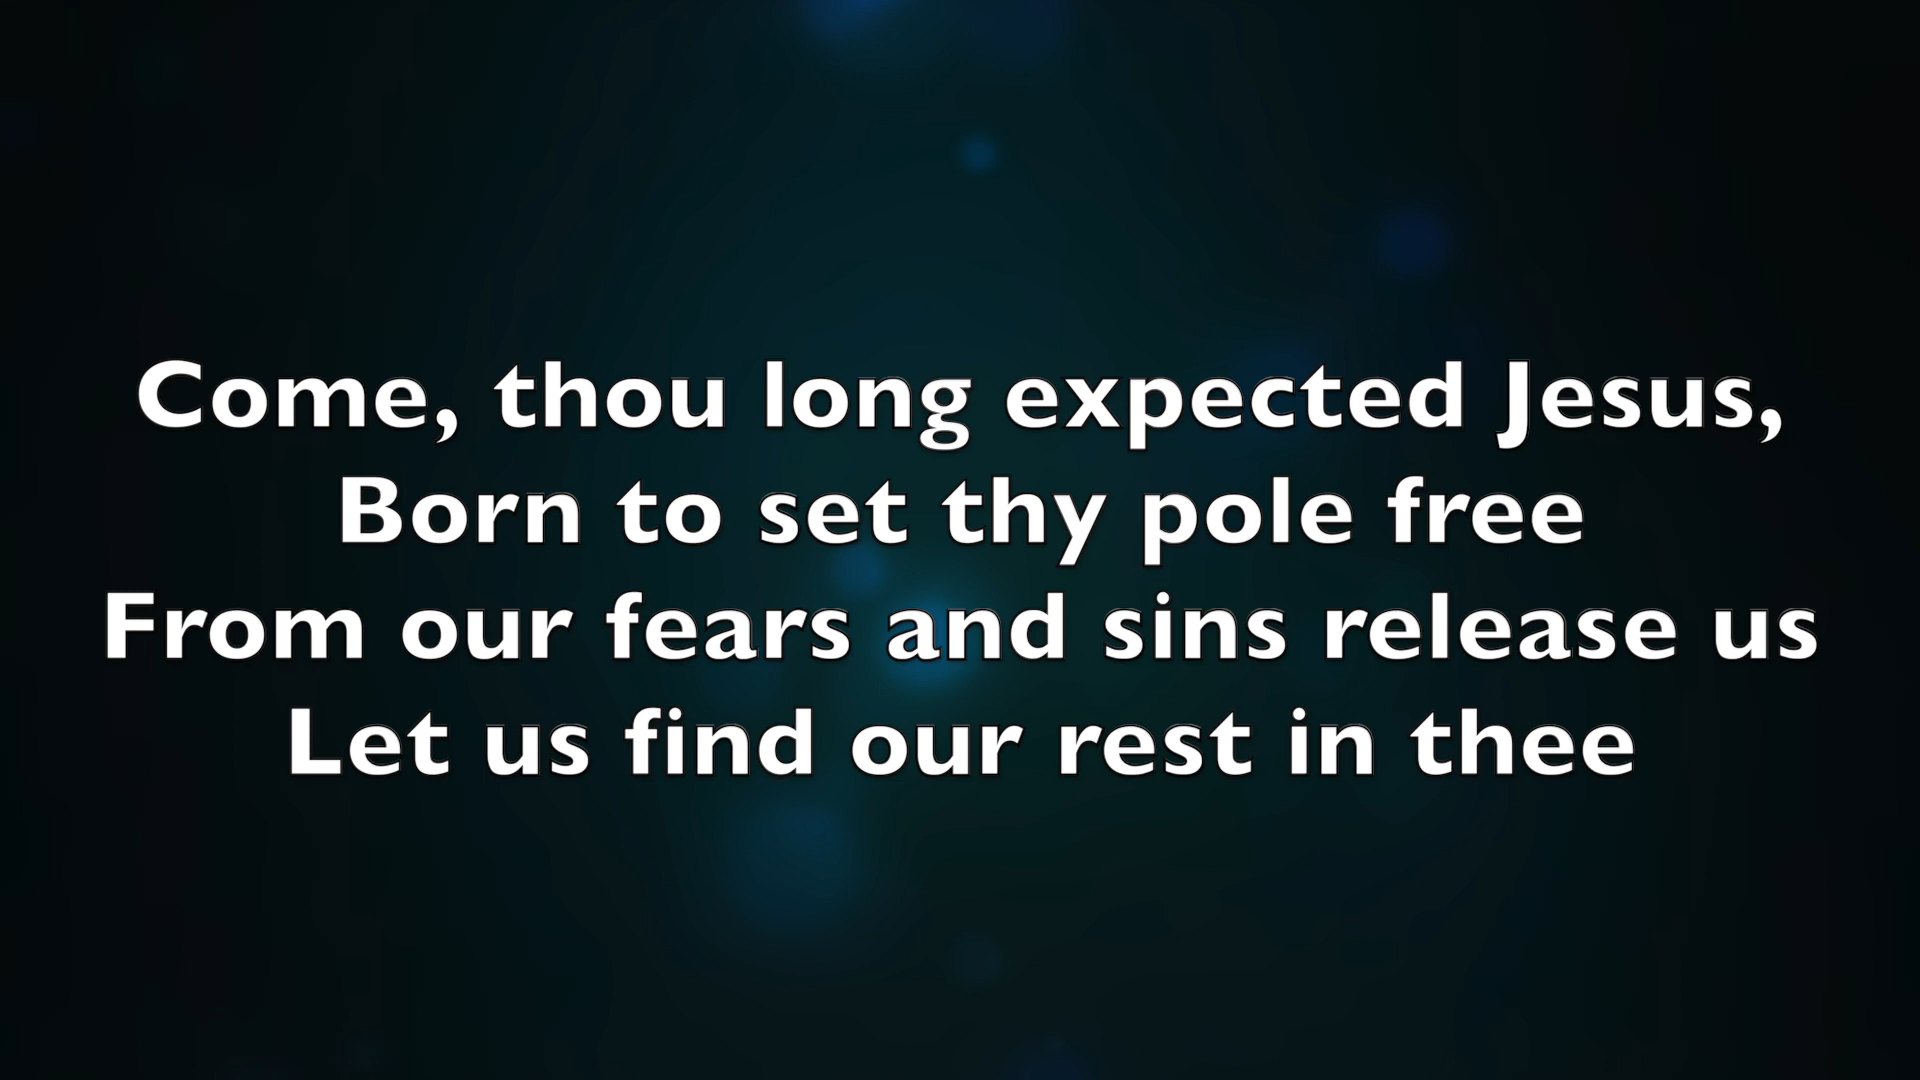 Come, thou long expected Jesus,
Born to set thy pole free
From our fears and sins release us
Let us find our rest in thee